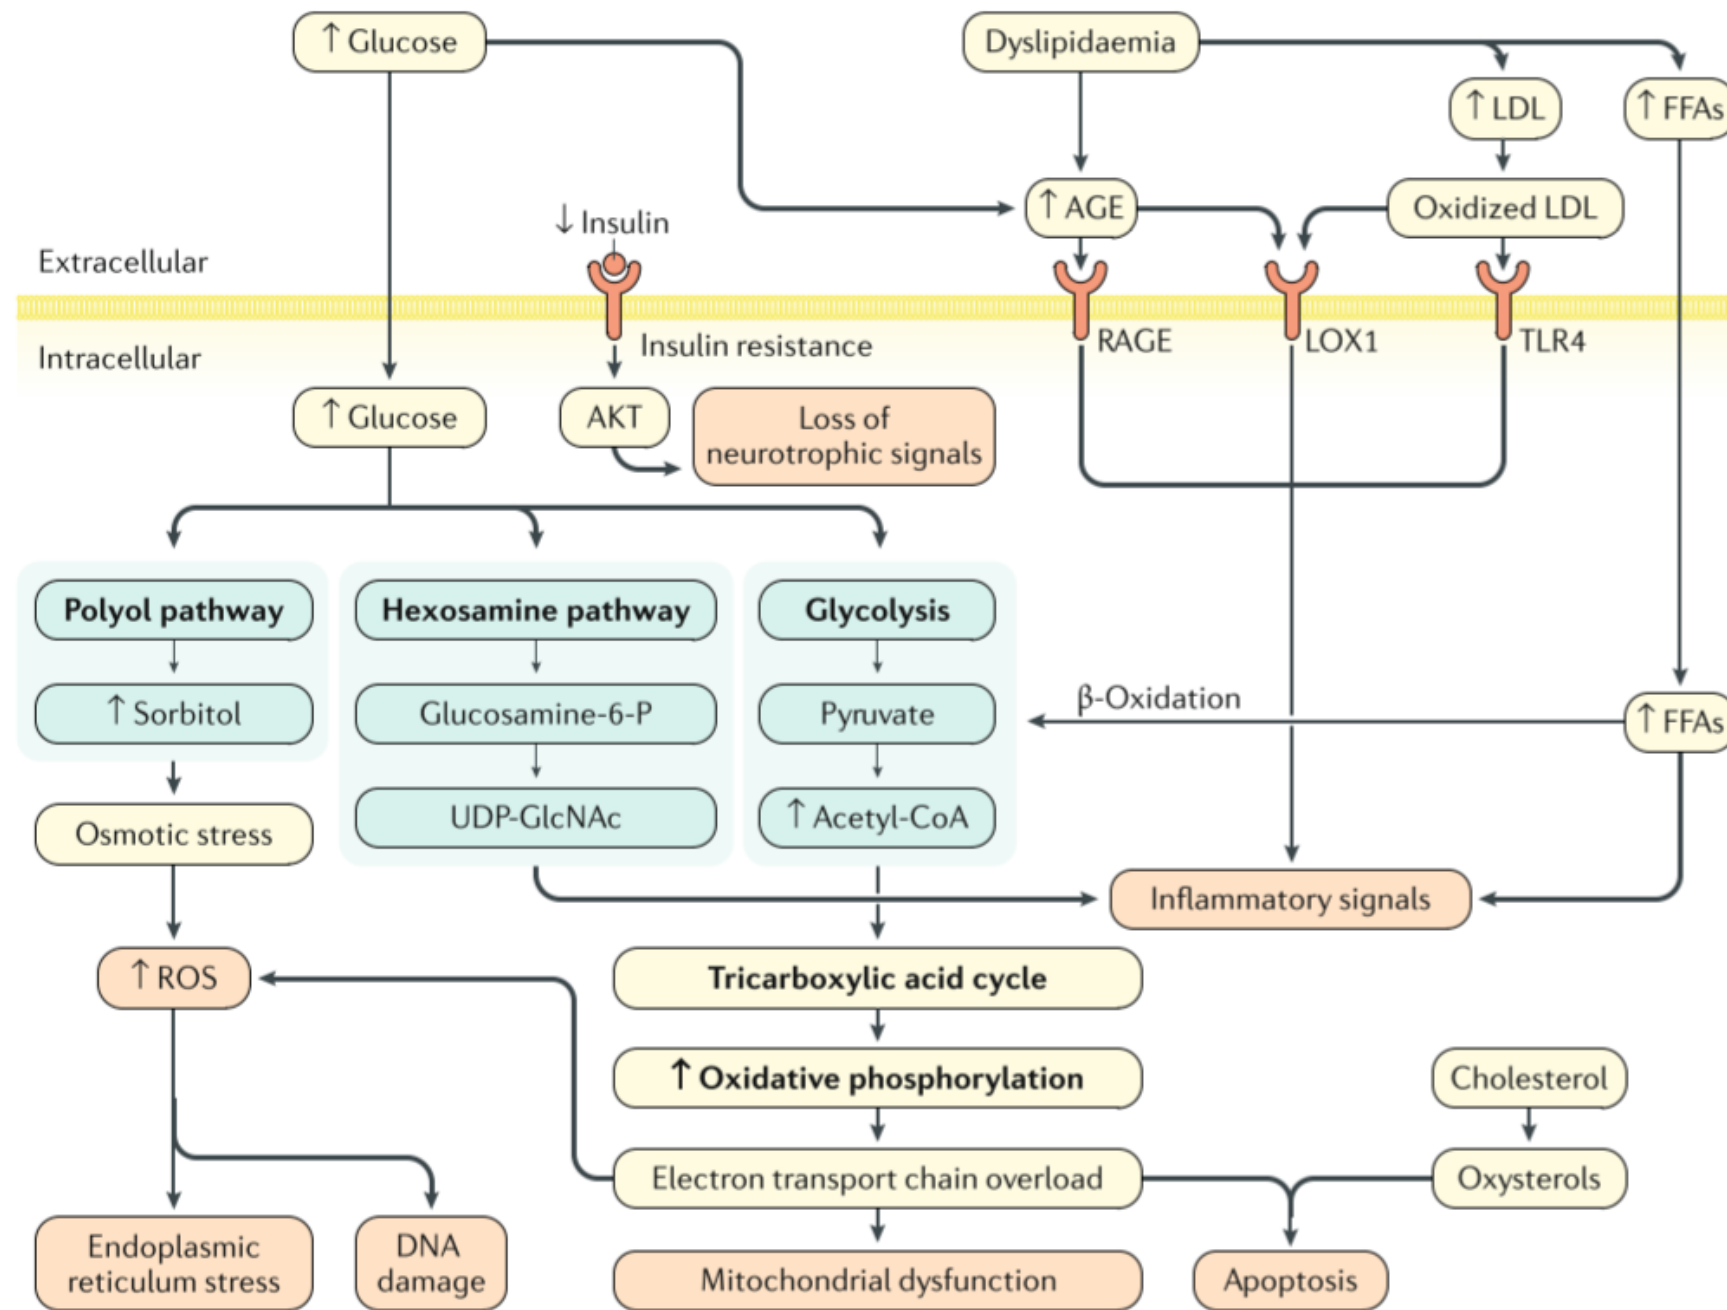 ↑ Glucose
Dyslipidaemia
↑ LDL
↑ FFAs
↑ AGE
Oxidized LDL
↓ Insulin
Extracellular
Intracellular
Insulin resistance
RAGE
LOX1
TLR4
↑ Glucose
AKT
Loss of
neurotrophic signals
Polyol pathway
Hexosamine pathway
Glycolysis
↑ Sorbitol
Glucosamine-6-P
Pyruvate
β-Oxidation
↑ FFAs
Osmotic stress
UDP-GlcNAc
↑ Acetyl-CoA
Inflammatory signals
↑ ROS
Tricarboxylic acid cycle
↑ Oxidative phosphorylation
Cholesterol
Electron transport chain overload
Oxysterols
Endoplasmic
reticulum stress
DNA
damage
Mitochondrial dysfunction
Apoptosis